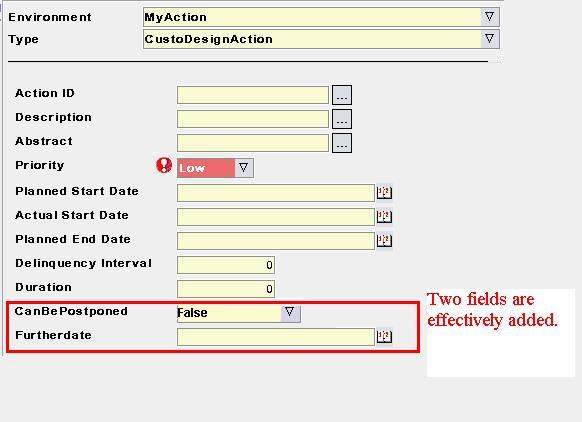 Environment MyAction
Type CustoDesignAction
Action ID ...
Description ...
Abstract ...
Priority Low
Planned Start Date
Actual Start Date
Planned End Date
Delinquency Interval 0
Duration 0
CanBePostponed False
Furtherdate
Two fields are
effectively added.